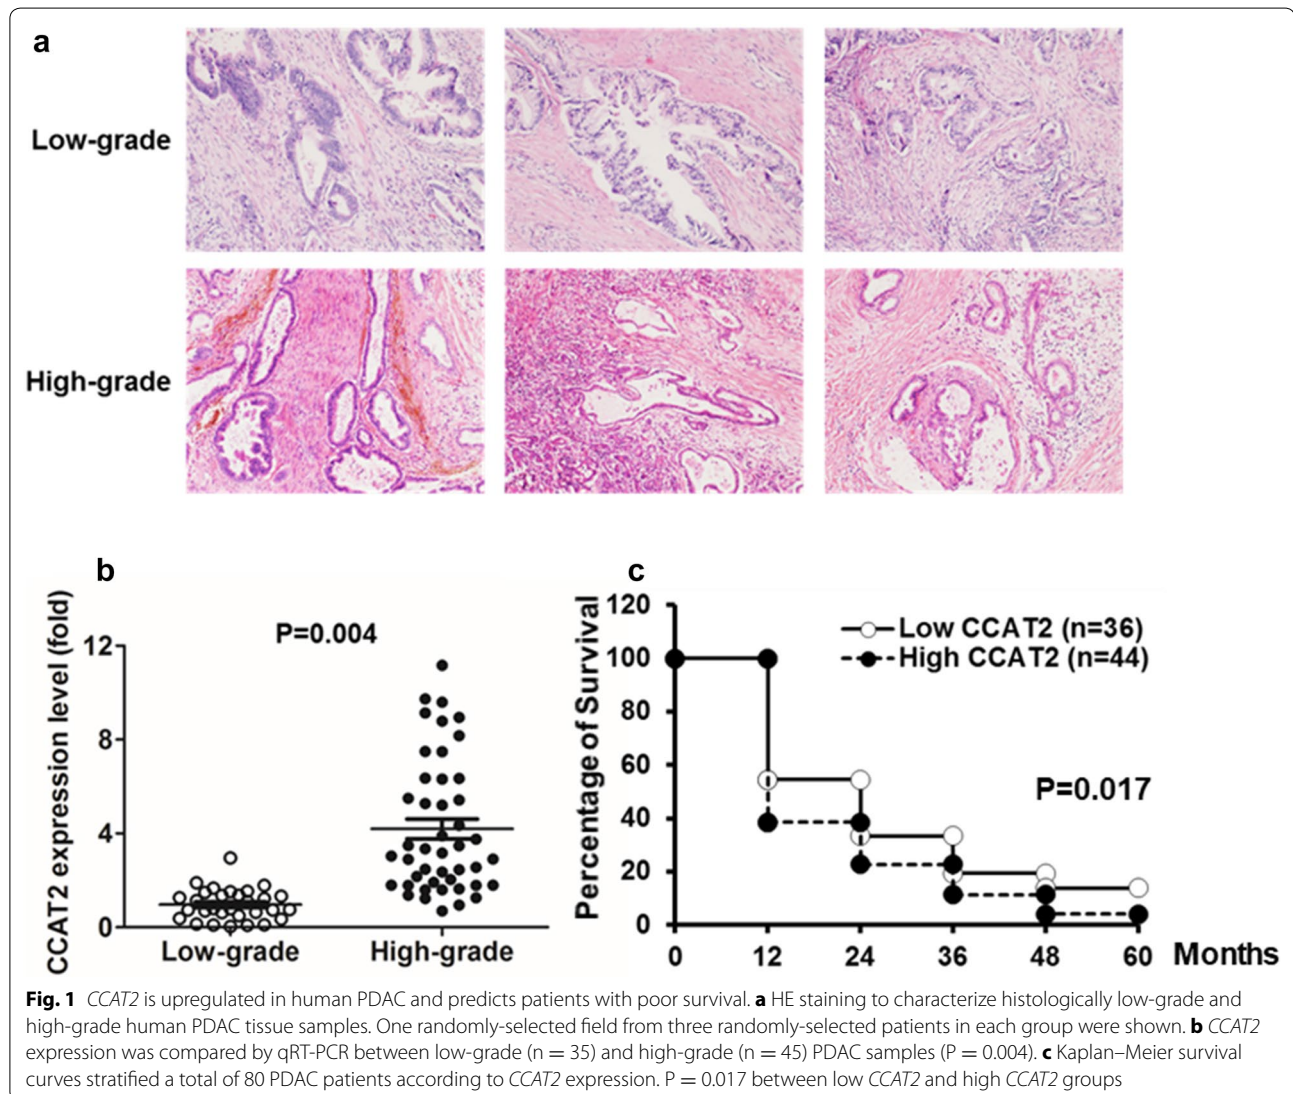 a
Low-grade
High-grade
b
P=0.004
CCAT2 expression level (fold)
12
8
4
0
Low-grade
High-grade
c
Percentage of Survival
120
100
80
60
40
20
0
Low CCAT2 (n=36)
High CCAT2 (n=44)
P=0.017
0 12 24 36 48 60 Months
Fig. 1 CCAT2 is upregulated in human PDAC and predicts patients with poor survival. a HE staining to characterize histologically low-grade and
high-grade human PDAC tissue samples. One randomly-selected field from three randomly-selected patients in each group were shown. b CCAT2
expression was compared by qRT-PCR between low-grade (n = 35) and high-grade (n = 45) PDAC samples (P = 0.004). c Kaplan–Meier survival
curves stratified a total of 80 PDAC patients according to CCAT2 expression. P = 0.017 between low CCAT2 and high CCAT2 groups